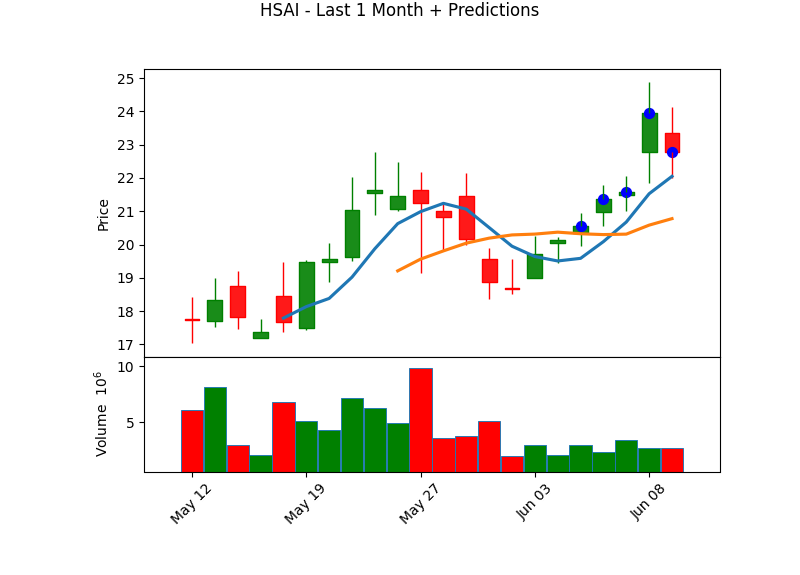 HSAI - Last 1 Month + Predictions
25
24
23
22
21
20
19
18
17
Price
10
5
Volume 10^6
May 12
May 19
May 27
Jun 03
Jun 08